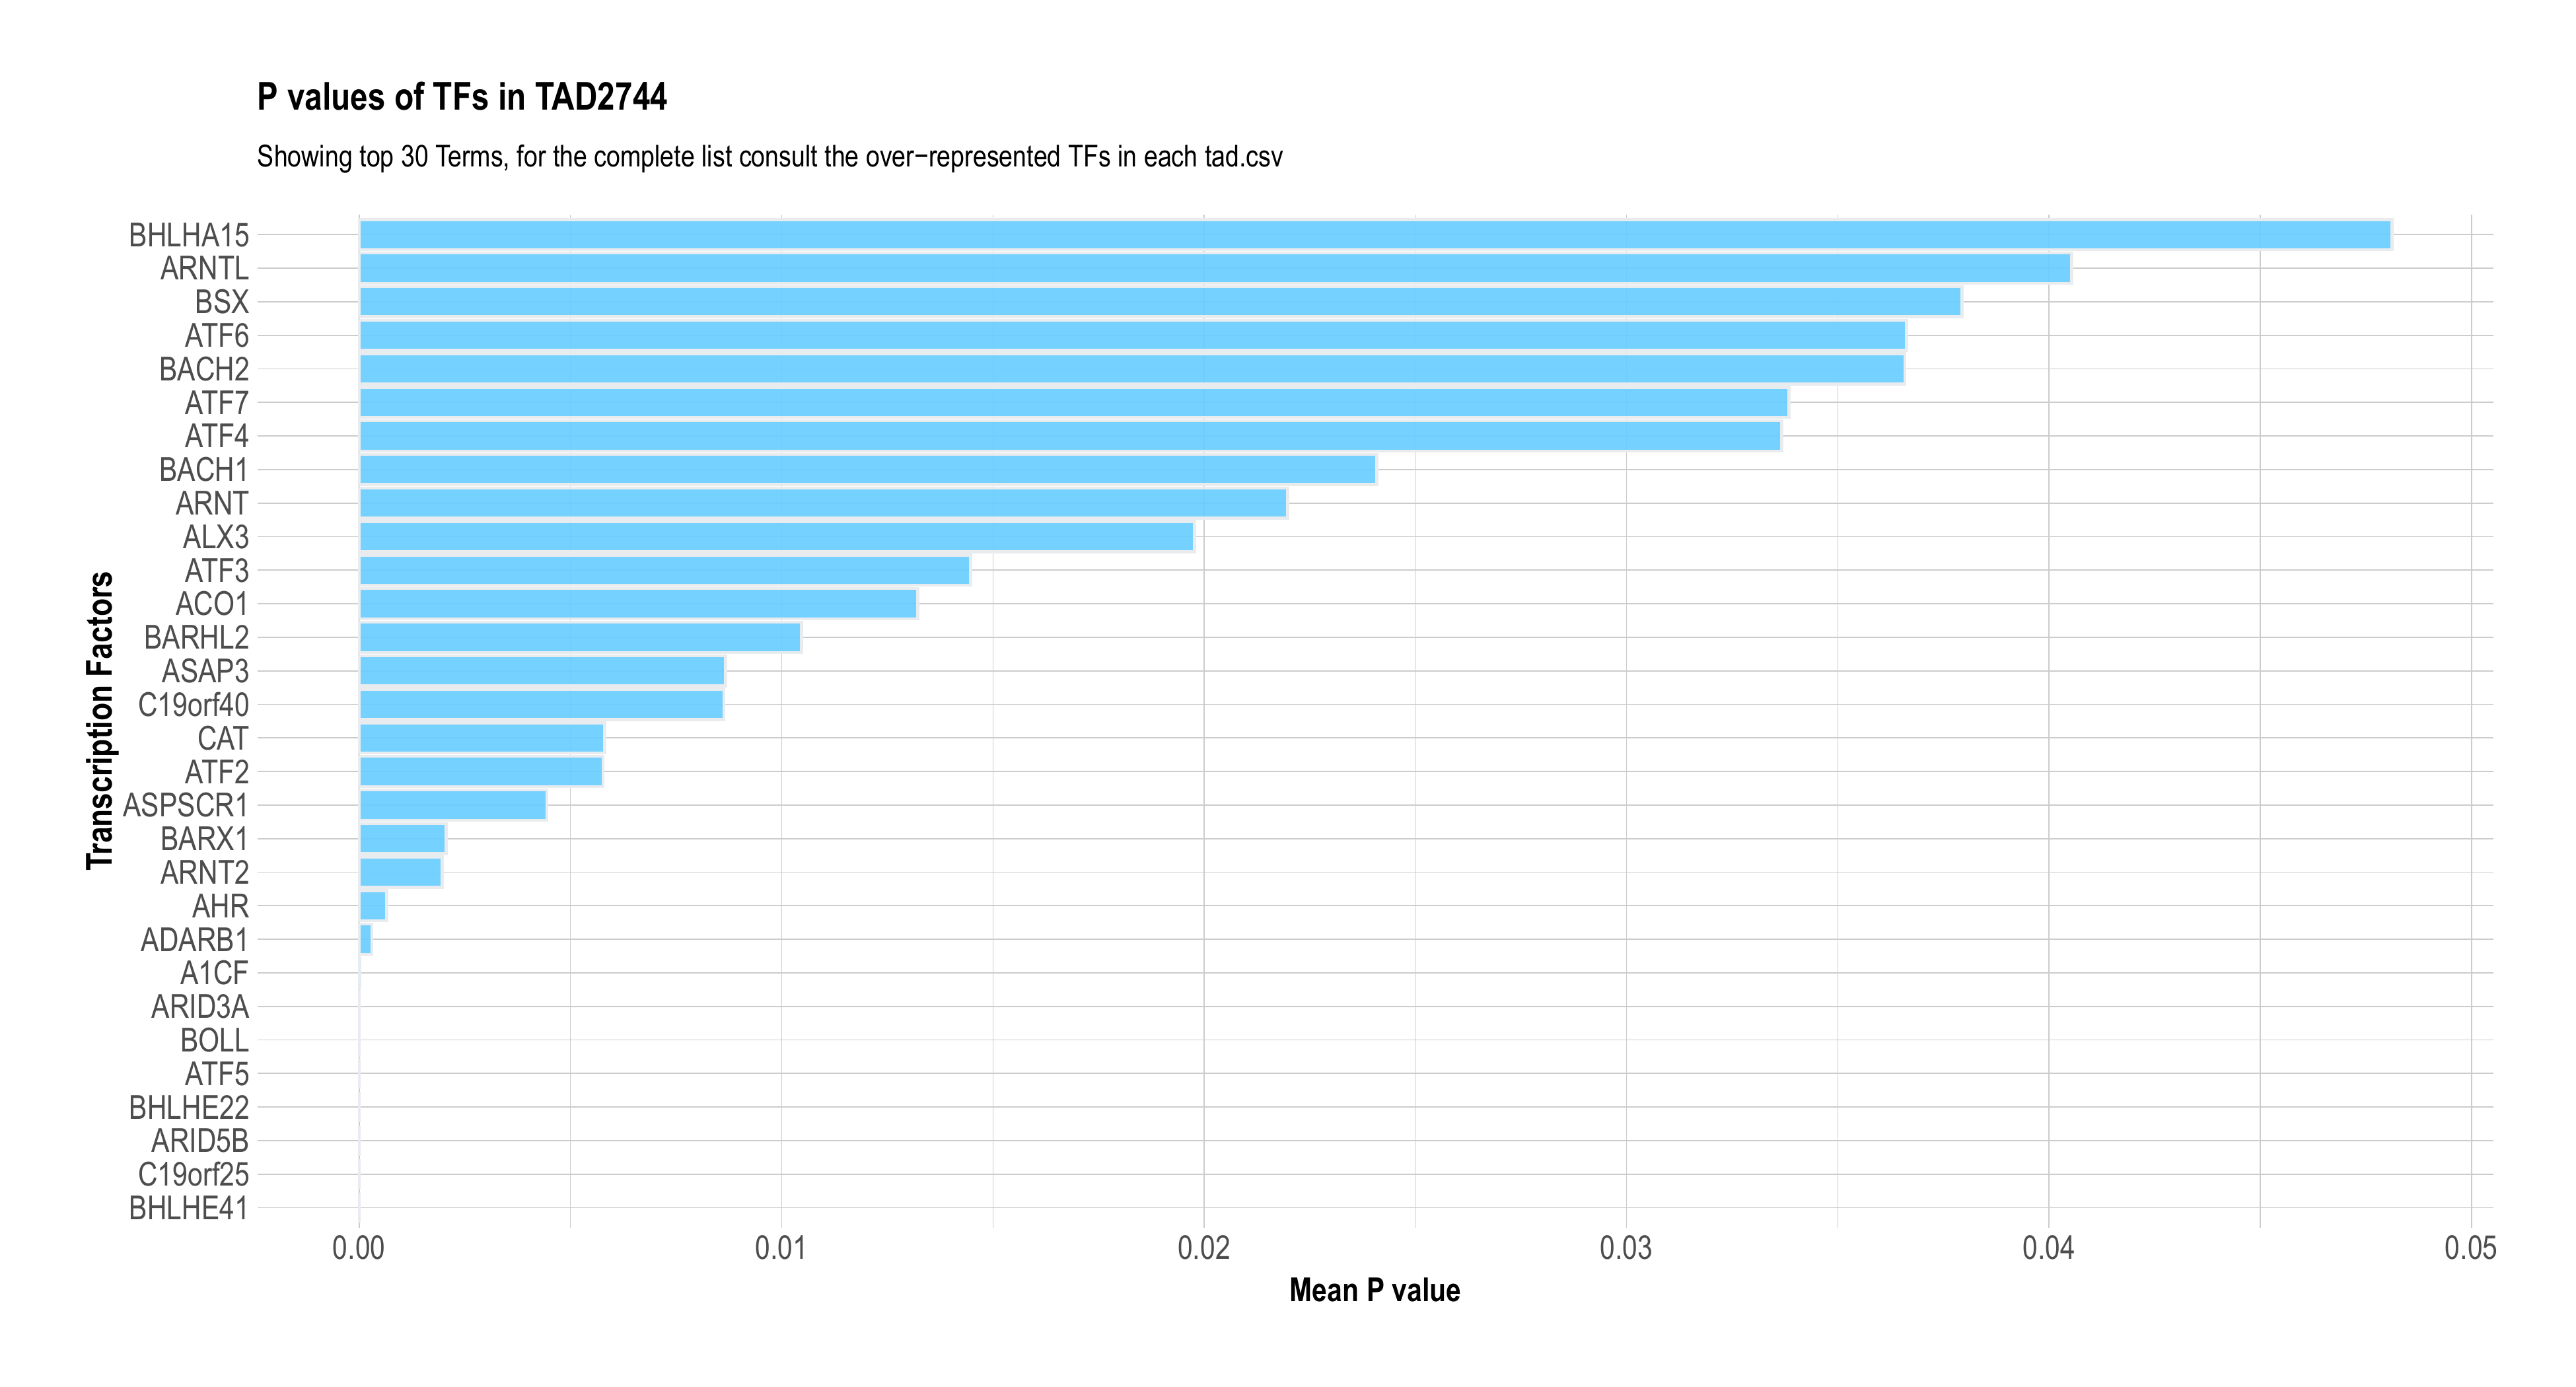 P values of TFs in TAD2744
Showing top 30 Terms, for the complete list consult the over−represented TFs in each tad.csv
Transcription Factors
BHLHA15
ARNTL
BSX
ATF6
BACH2
ATF7
ATF4
BACH1
ARNT
ALX3
ATF3
ACO1
BARHL2
ASAP3
C19orf40
CAT
ATF2
ASPSCR1
BARX1
ARNT2
AHR
ADARB1
A1CF
ARID3A
BOLL
ATF5
BHLHE22
ARID5B
C19orf25
BHLHE41
0.00 0.01 0.02 0.03 0.04 0.05
Mean P value